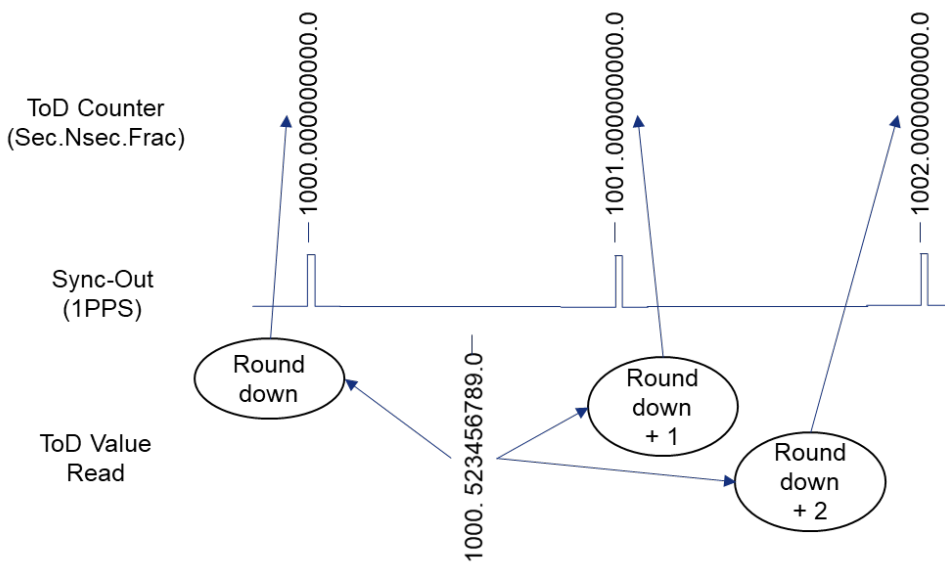 ToD Counter
(Sec.Nsec.Frac)
1000.000000000.0
1001.000000000.0
1002.000000000.0
Sync-Out
(1PPS)
Round
down
Round
down
+ 1
Round
down
+ 2
ToD Value
Read
1000. 523456789.0